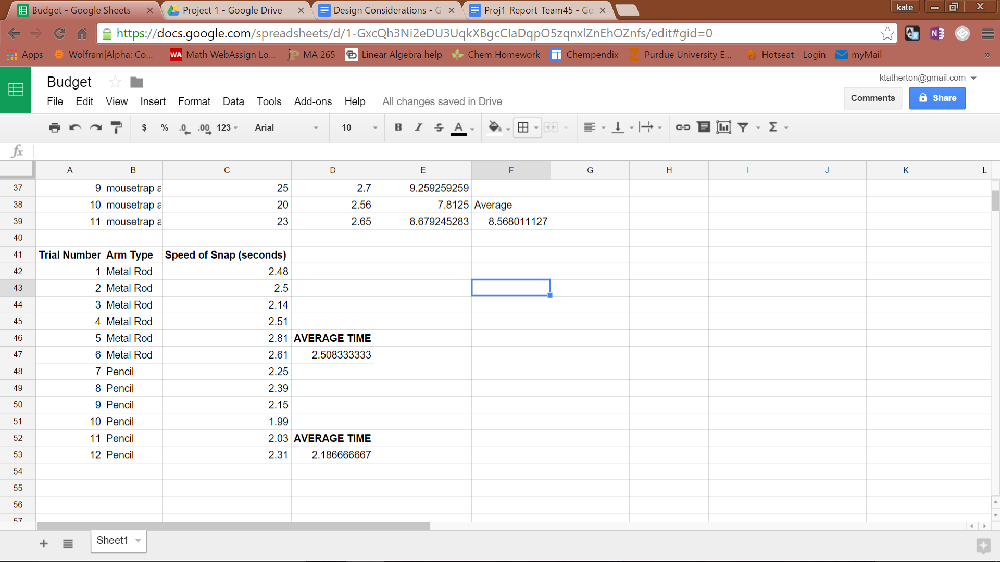 Budget - Google Sheets
Project 1 - Google Drive
Design Considerations - G
Proj1_Report_Team45 - Go
kate
https://docs.google.com/spreadsheets/d/1-GxcQh3Ni2eDU3UqkXBgcCIaDqpO5zqnxlZnEhOZnfs/edit#gid=0
Apps Wolfram|Alpha: Co... WA Math WebAssign Lo... MA 265 Linear Algebra help Chem Homework Chempendix Purdue University E... Hotseat - Login myMail »
Budget
ktatherton@gmail.com
File Edit View Insert Format Data Tools Add-ons Help All changes saved in Drive
Comments Share
$ % .0 .00 123 Arial 10 B I S A Σ
fx
A B C D E F G H I J K L
37 9 mousetrap a 25 2.7 9.259259259
38 10 mousetrap a 20 2.56 7.8125 Average
39 11 mousetrap a 23 2.65 8.679245283 8.568011127
40
41 Trial Number Arm Type Speed of Snap (seconds)
42 1 Metal Rod 2.48
43 2 Metal Rod 2.5
44 3 Metal Rod 2.14
45 4 Metal Rod 2.51
46 5 Metal Rod 2.81 AVERAGE TIME
47 6 Metal Rod 2.61 2.508333333
48 7 Pencil 2.25
49 8 Pencil 2.39
50 9 Pencil 2.15
51 10 Pencil 1.99
52 11 Pencil 2.03 AVERAGE TIME
53 12 Pencil 2.31 2.186666667
54
55
56
57
Sheet1